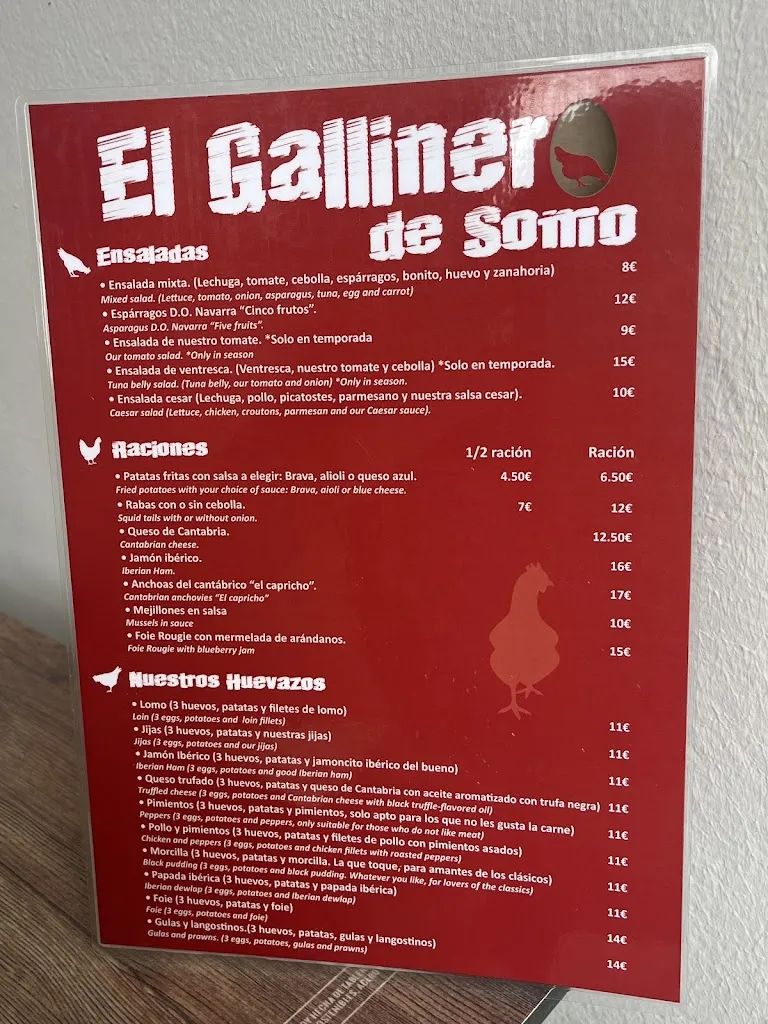 El Gallinero
de Somo
Ensaladas
• Ensalada mixta. (Lechuga, tomate, cebolla, espárragos, bonito, huevo y zanahoria) 8€
Mixed salad. (Lettuce, tomato, onion, asparagus, tuna, egg and carrot)
• Espárragos D.O. Navarra “Cinco frutos”. 12€
Asparagus D.O. Navarra “Five fruits”.
• Ensalada de nuestro tomate. *Solo en temporada 9€
Our tomato salad. *Only in season
• Ensalada de ventresca. (Ventresca, nuestro tomate y cebolla) *Solo en temporada. 15€
Tuna belly salad. (Tuna belly, our tomato and onion) *Only in season.
• Ensalada cesar (Lechuga, pollo, picatostes, parmesano y nuestra salsa cesar). 10€
Caesar salad (Lettuce, chicken, croutons, parmesan and our Caesar sauce).
Raciones 1/2 ración Ración
• Patatas fritas con salsa a elegir: Brava, alioli o queso azul. 4.50€ 6.50€
Fried potatoes with your choice of sauce: Brava, aioli or blue cheese.
• Rabas con o sin cebolla. 7€ 12€
Squid tails with or without onion.
• Queso de Cantabria. 12.50€
Cantabrian cheese.
• Jamón ibérico. 16€
Iberian Ham.
• Anchoas del cantábrico “el capricho”. 17€
Cantabrian anchovies “El capricho”
• Mejillones en salsa 10€
Mussels in sauce
• Foie Rougie con mermelada de arándanos. 15€
Foie Rougie with blueberry jam
Nuestros Huevazos
• Lomo (3 huevos, patatas y filetes de lomo) 11€
Loin (3 eggs, potatoes and loin fillets)
• Jijas (3 huevos, patatas y nuestras jijas) 11€
Jijas (3 eggs, potatoes and our jijas)
• Jamón Ibérico (3 huevos, patatas y jamoncito ibérico del bueno) 11€
Iberian Ham (3 eggs, potatoes and good Iberian ham)
• Queso trufado (3 huevos, patatas y queso de Cantabria con aceite aromatizado con trufa negra) 11€
Truffled cheese (3 eggs, potatoes and Cantabrian cheese with black truffle-flavored oil)
• Pimientos (3 huevos, patatas y pimientos, solo apto para los que no les gusta la carne) 11€
Peppers (3 eggs, potatoes and peppers, only suitable for those who do not like meat)
• Pollo y pimientos (3 huevos, patatas y filetes de pollo con pimientos asados) 11€
Chicken and peppers (3 eggs, potatoes and chicken fillets with roasted peppers)
• Morcilla (3 huevos, patatas y morcilla. La que toque, para amantes de los clásicos) 11€
Black pudding (3 eggs, potatoes and black pudding. Whatever you like, for lovers of the classics)
• Papada ibérica (3 huevos, patatas y papada ibérica) 11€
Iberian dewlap (3 eggs, potatoes and Iberian dewlap)
• Foie (3 huevos, patatas y foie) 14€
Foie (3 eggs, potatoes and foie)
• Gulas y langostinos.(3 huevos, patatas, gulas y langostinos) 14€
Gulas and prawns. (3 eggs, potatoes, gulas and prawns)